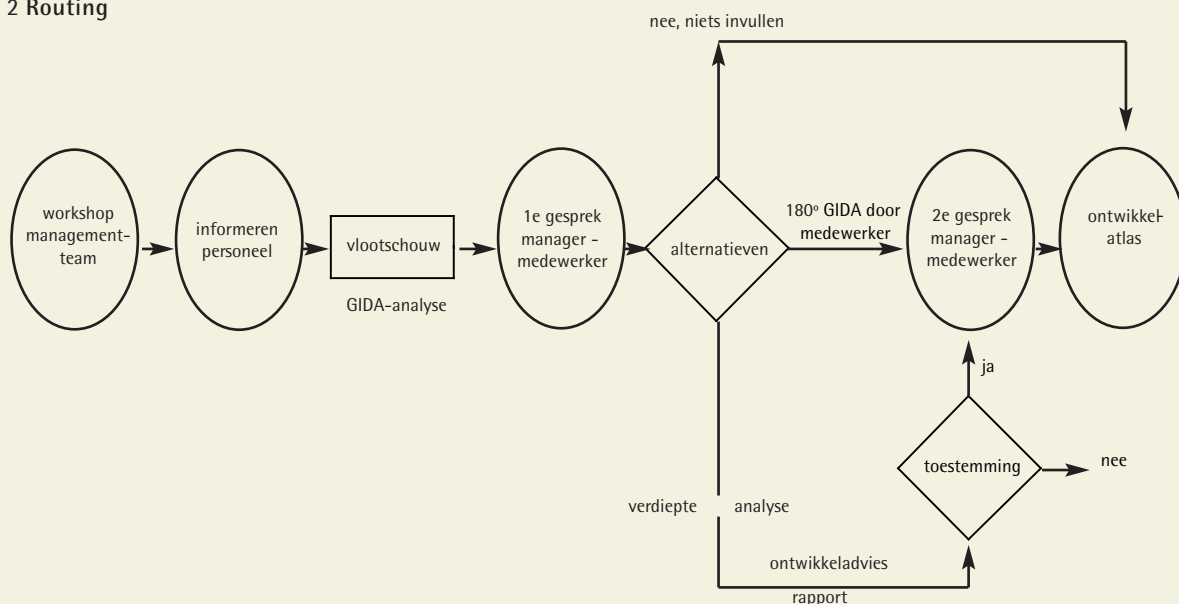 2 Routing
nee, niets invullen
workshop
management-
team
informeren
personeel
vlootschouw
GIDA-analyse
1e gesprek
manager -
medewerker
alternatieven
180º GIDA door
medewerker
2e gesprek
manager -
medewerker
ontwikkel-
atlas
ja
toestemming
nee
verdiepte analyse
ontwikkeladvies
rapport